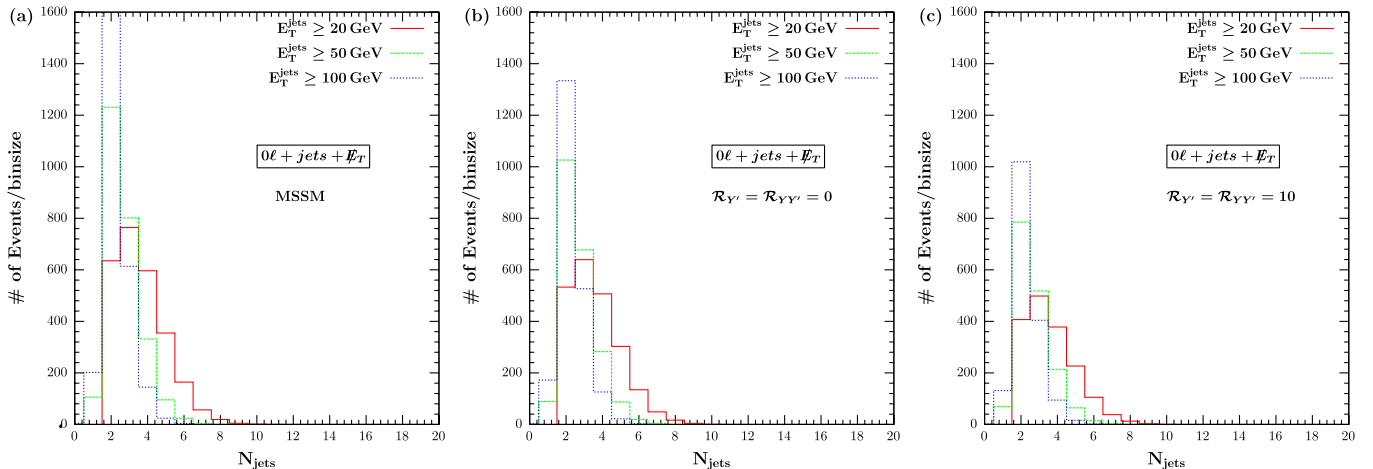 (a)
# of Events/binsize
1600
1400
1200
1000
800
600
400
200
0
0 2 4 6 8 10 12 14 16 18 20
N_jets
E_T^jets ≥ 20 GeV
E_T^jets ≥ 50 GeV
E_T^jets ≥ 100 GeV
0ℓ + jets + E̸_T
MSSM
(b)
# of Events/binsize
1600
1400
1200
1000
800
600
400
200
0
0 2 4 6 8 10 12 14 16 18 20
N_jets
E_T^jets ≥ 20 GeV
E_T^jets ≥ 50 GeV
E_T^jets ≥ 100 GeV
0ℓ + jets + E̸_T
R_Y′ = R_YY′ = 0
(c)
# of Events/binsize
1600
1400
1200
1000
800
600
400
200
0
0 2 4 6 8 10 12 14 16 18 20
N_jets
E_T^jets ≥ 20 GeV
E_T^jets ≥ 50 GeV
E_T^jets ≥ 100 GeV
0ℓ + jets + E̸_T
R_Y′ = R_YY′ = 10